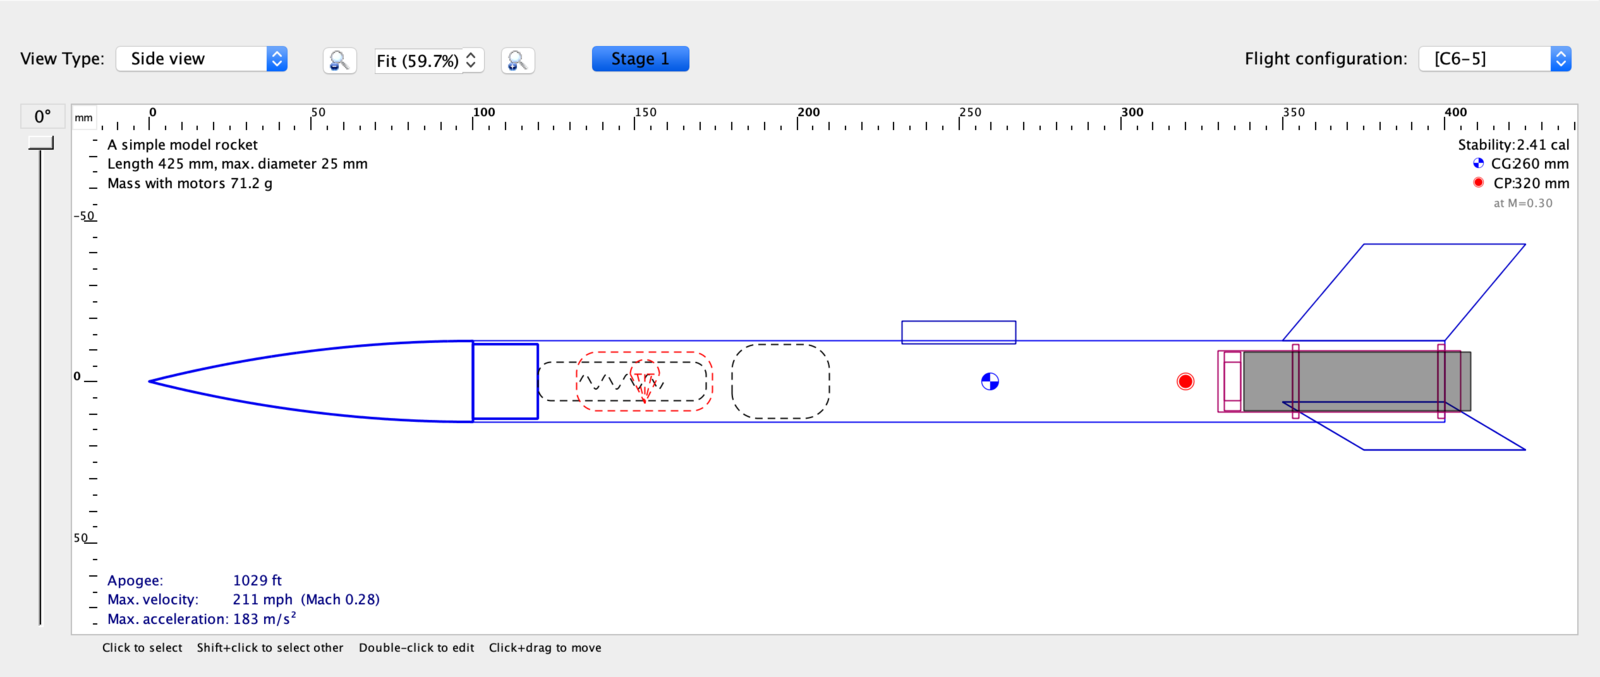 View Type: Side view Fit (59.7%) Stage 1 Flight configuration: [C6-5]
0° mm 0 50 100 150 200 250 300 350 400
A simple model rocket
Length 425 mm, max. diameter 25 mm
Mass with motors 71.2 g
Stability:2.41 cal
CG:260 mm
CP:320 mm
at M=0.30
-50
0
50
Apogee: 1029 ft
Max. velocity: 211 mph (Mach 0.28)
Max. acceleration: 183 m/s²
Click to select Shift+click to select other Double-click to edit Click+drag to move